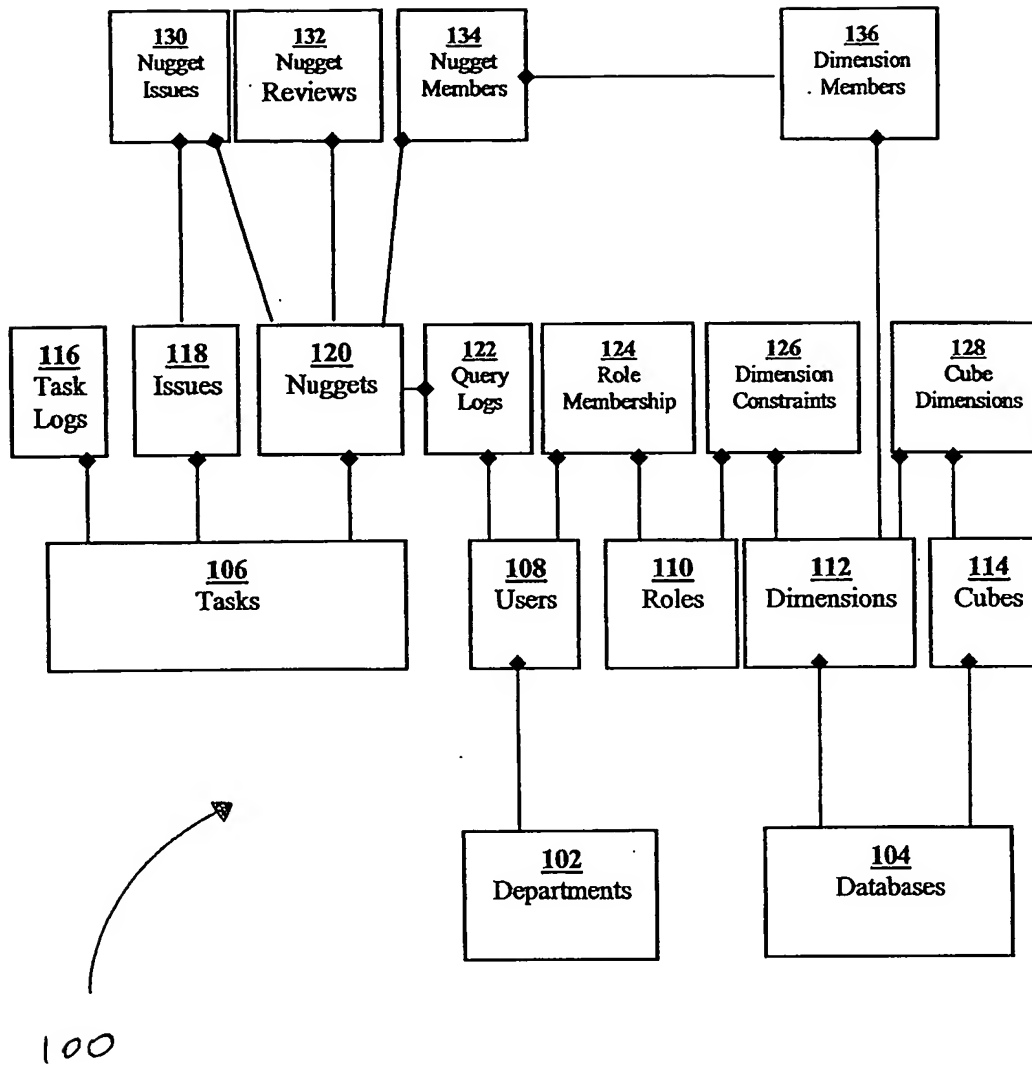 130
Nugget
Issues
132
Nugget
Reviews
134
Nugget
Members
136
Dimension
Members
116
Task
Logs
118
Issues
120
Nuggets
122
Query
Logs
124
Role
Membership
126
Dimension
Constraints
128
Cube
Dimensions
106
Tasks
108
Users
110
Roles
112
Dimensions
114
Cubes
102
Departments
104
Databases
100